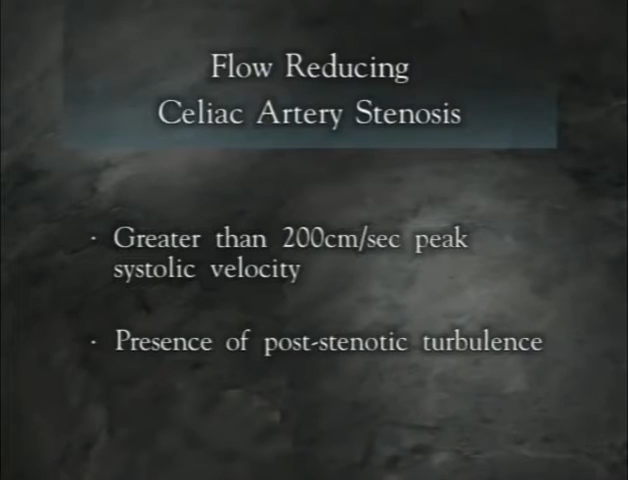 Flow Reducing
Celiac Artery Stenosis
· Greater than 200cm/sec peak
systolic velocity
· Presence of post-stenotic turbulence